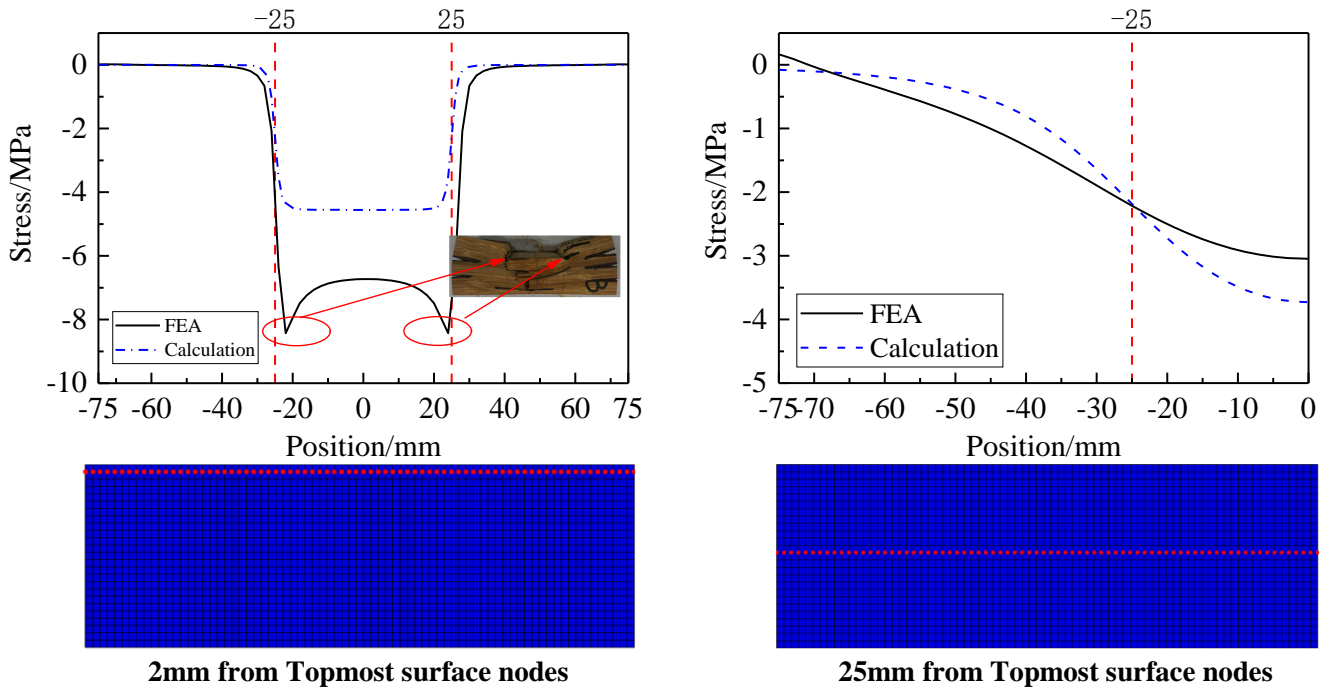 -25 25
0
-2
-4
-6
-8
-10
Stress/MPa
FEA
Calculation
B
-75 -60 -40 -20 0 20 40 60 75
Position/mm
2mm from Topmost surface nodes
-25
0
-1
-2
-3
-4
-5
Stress/MPa
FEA
Calculation
-75 -70 -60 -50 -40 -30 -20 -10 0
Position/mm
25mm from Topmost surface nodes